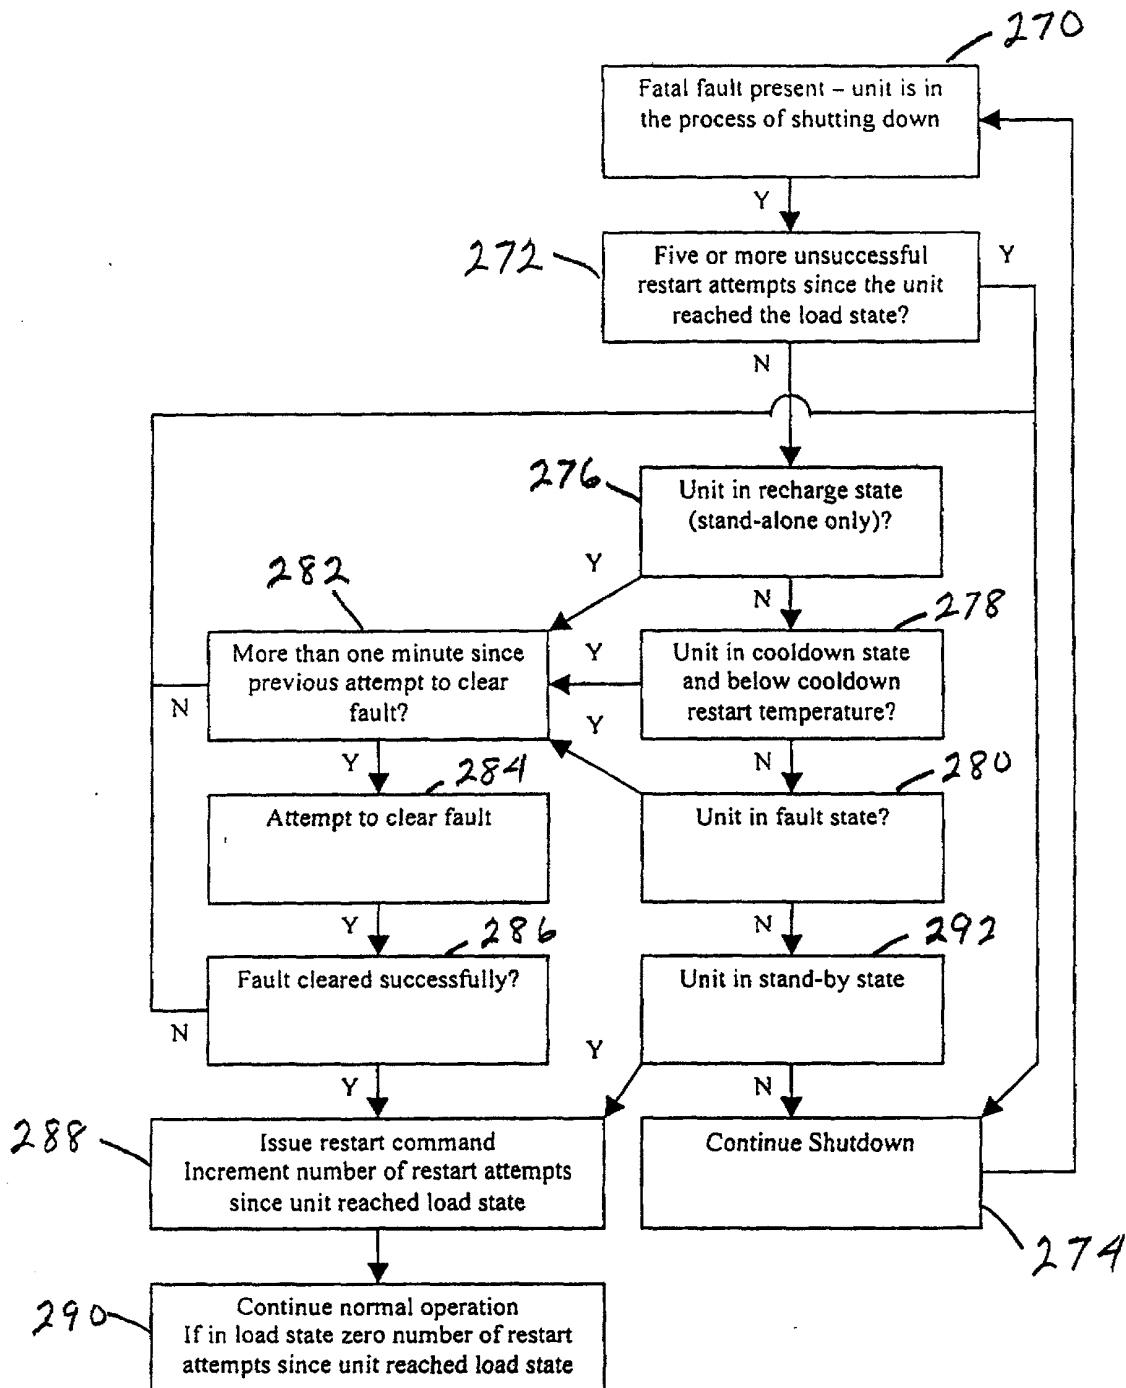 270
Fatal fault present – unit is in
the process of shutting down
Y
272
Five or more unsuccessful
restart attempts since the unit
reached the load state?
Y
N
276
Unit in recharge state
(stand-alone only)?
Y
N
282
278
More than one minute since
previous attempt to clear
fault?
N
Y
Y
Unit in cooldown state
and below cooldown
restart temperature?
Y
284
N
280
Attempt to clear fault
Unit in fault state?
Y
286
N
292
Fault cleared successfully?
Unit in stand-by state
N
Y
Y
N
288
Issue restart command
Increment number of restart attempts
since unit reached load state
Continue Shutdown
274
290
Continue normal operation
If in load state zero number of restart
attempts since unit reached load state